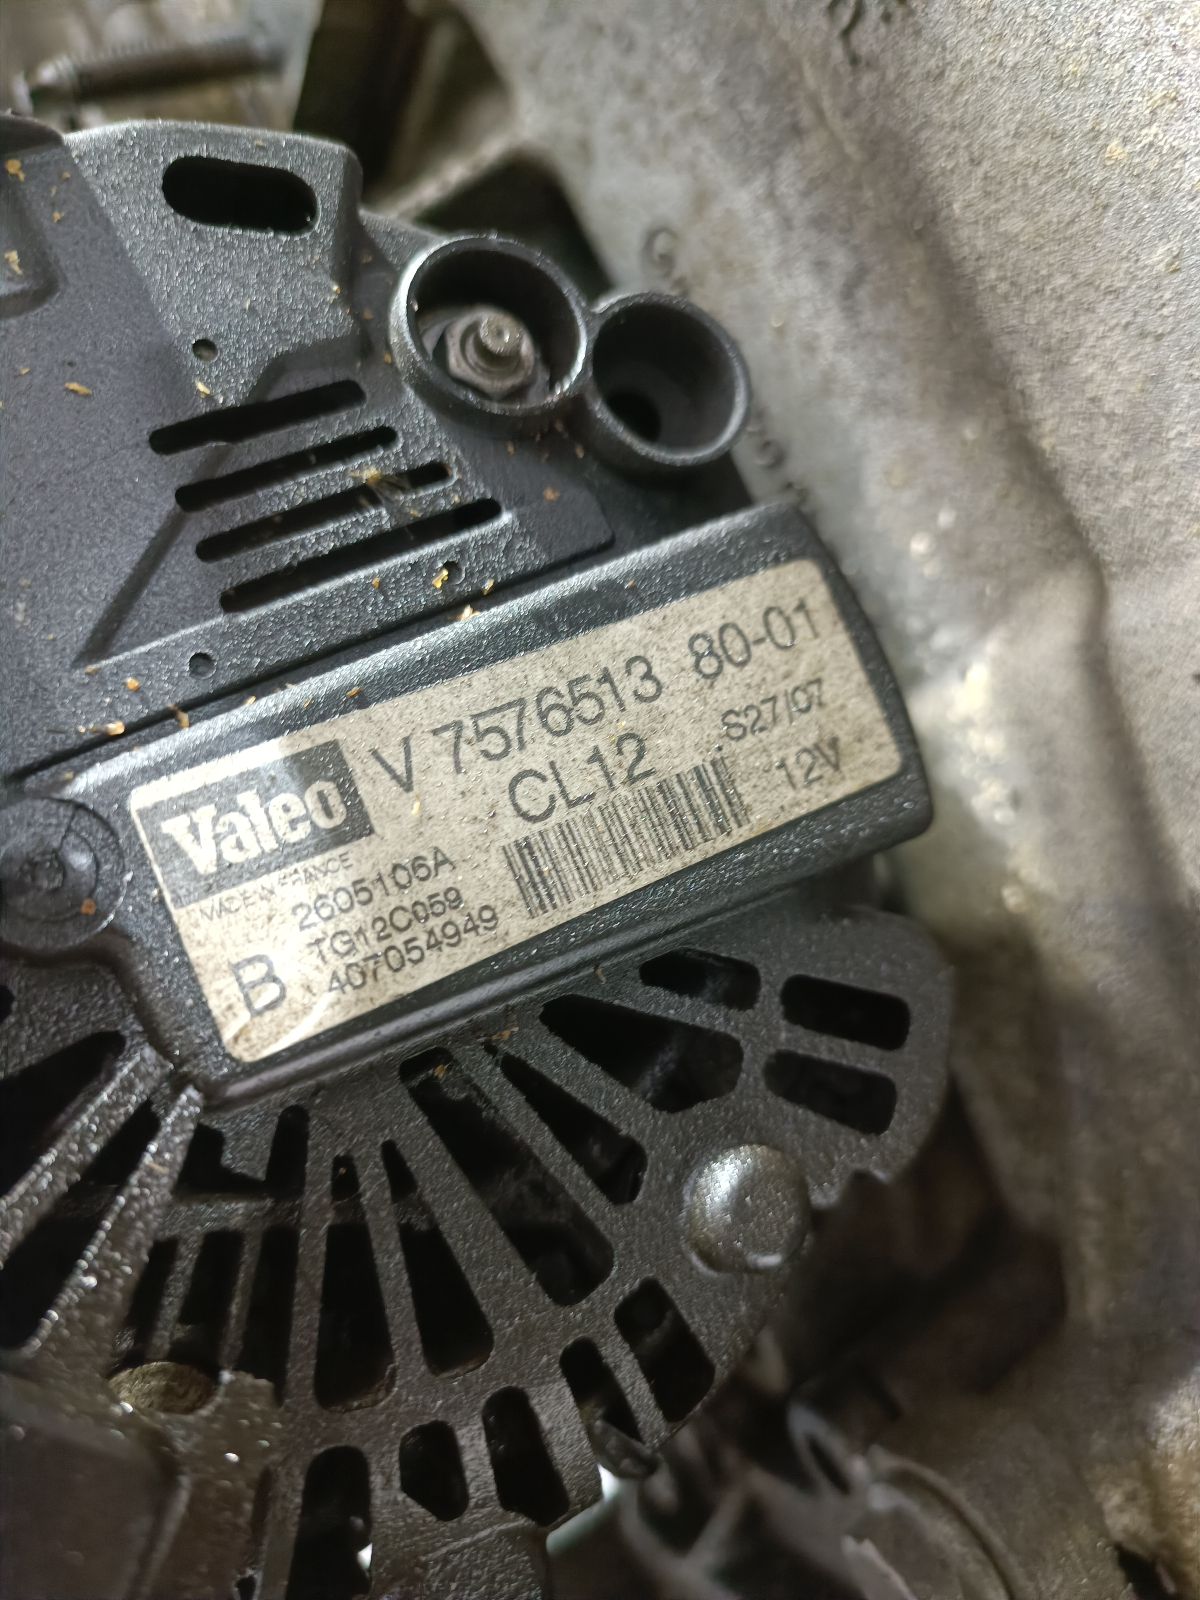 V 7576513 80-01
CL12 S27/07
12V
Valeo
MADE IN FRANCE
2605106A
TG12C059
B 407054949